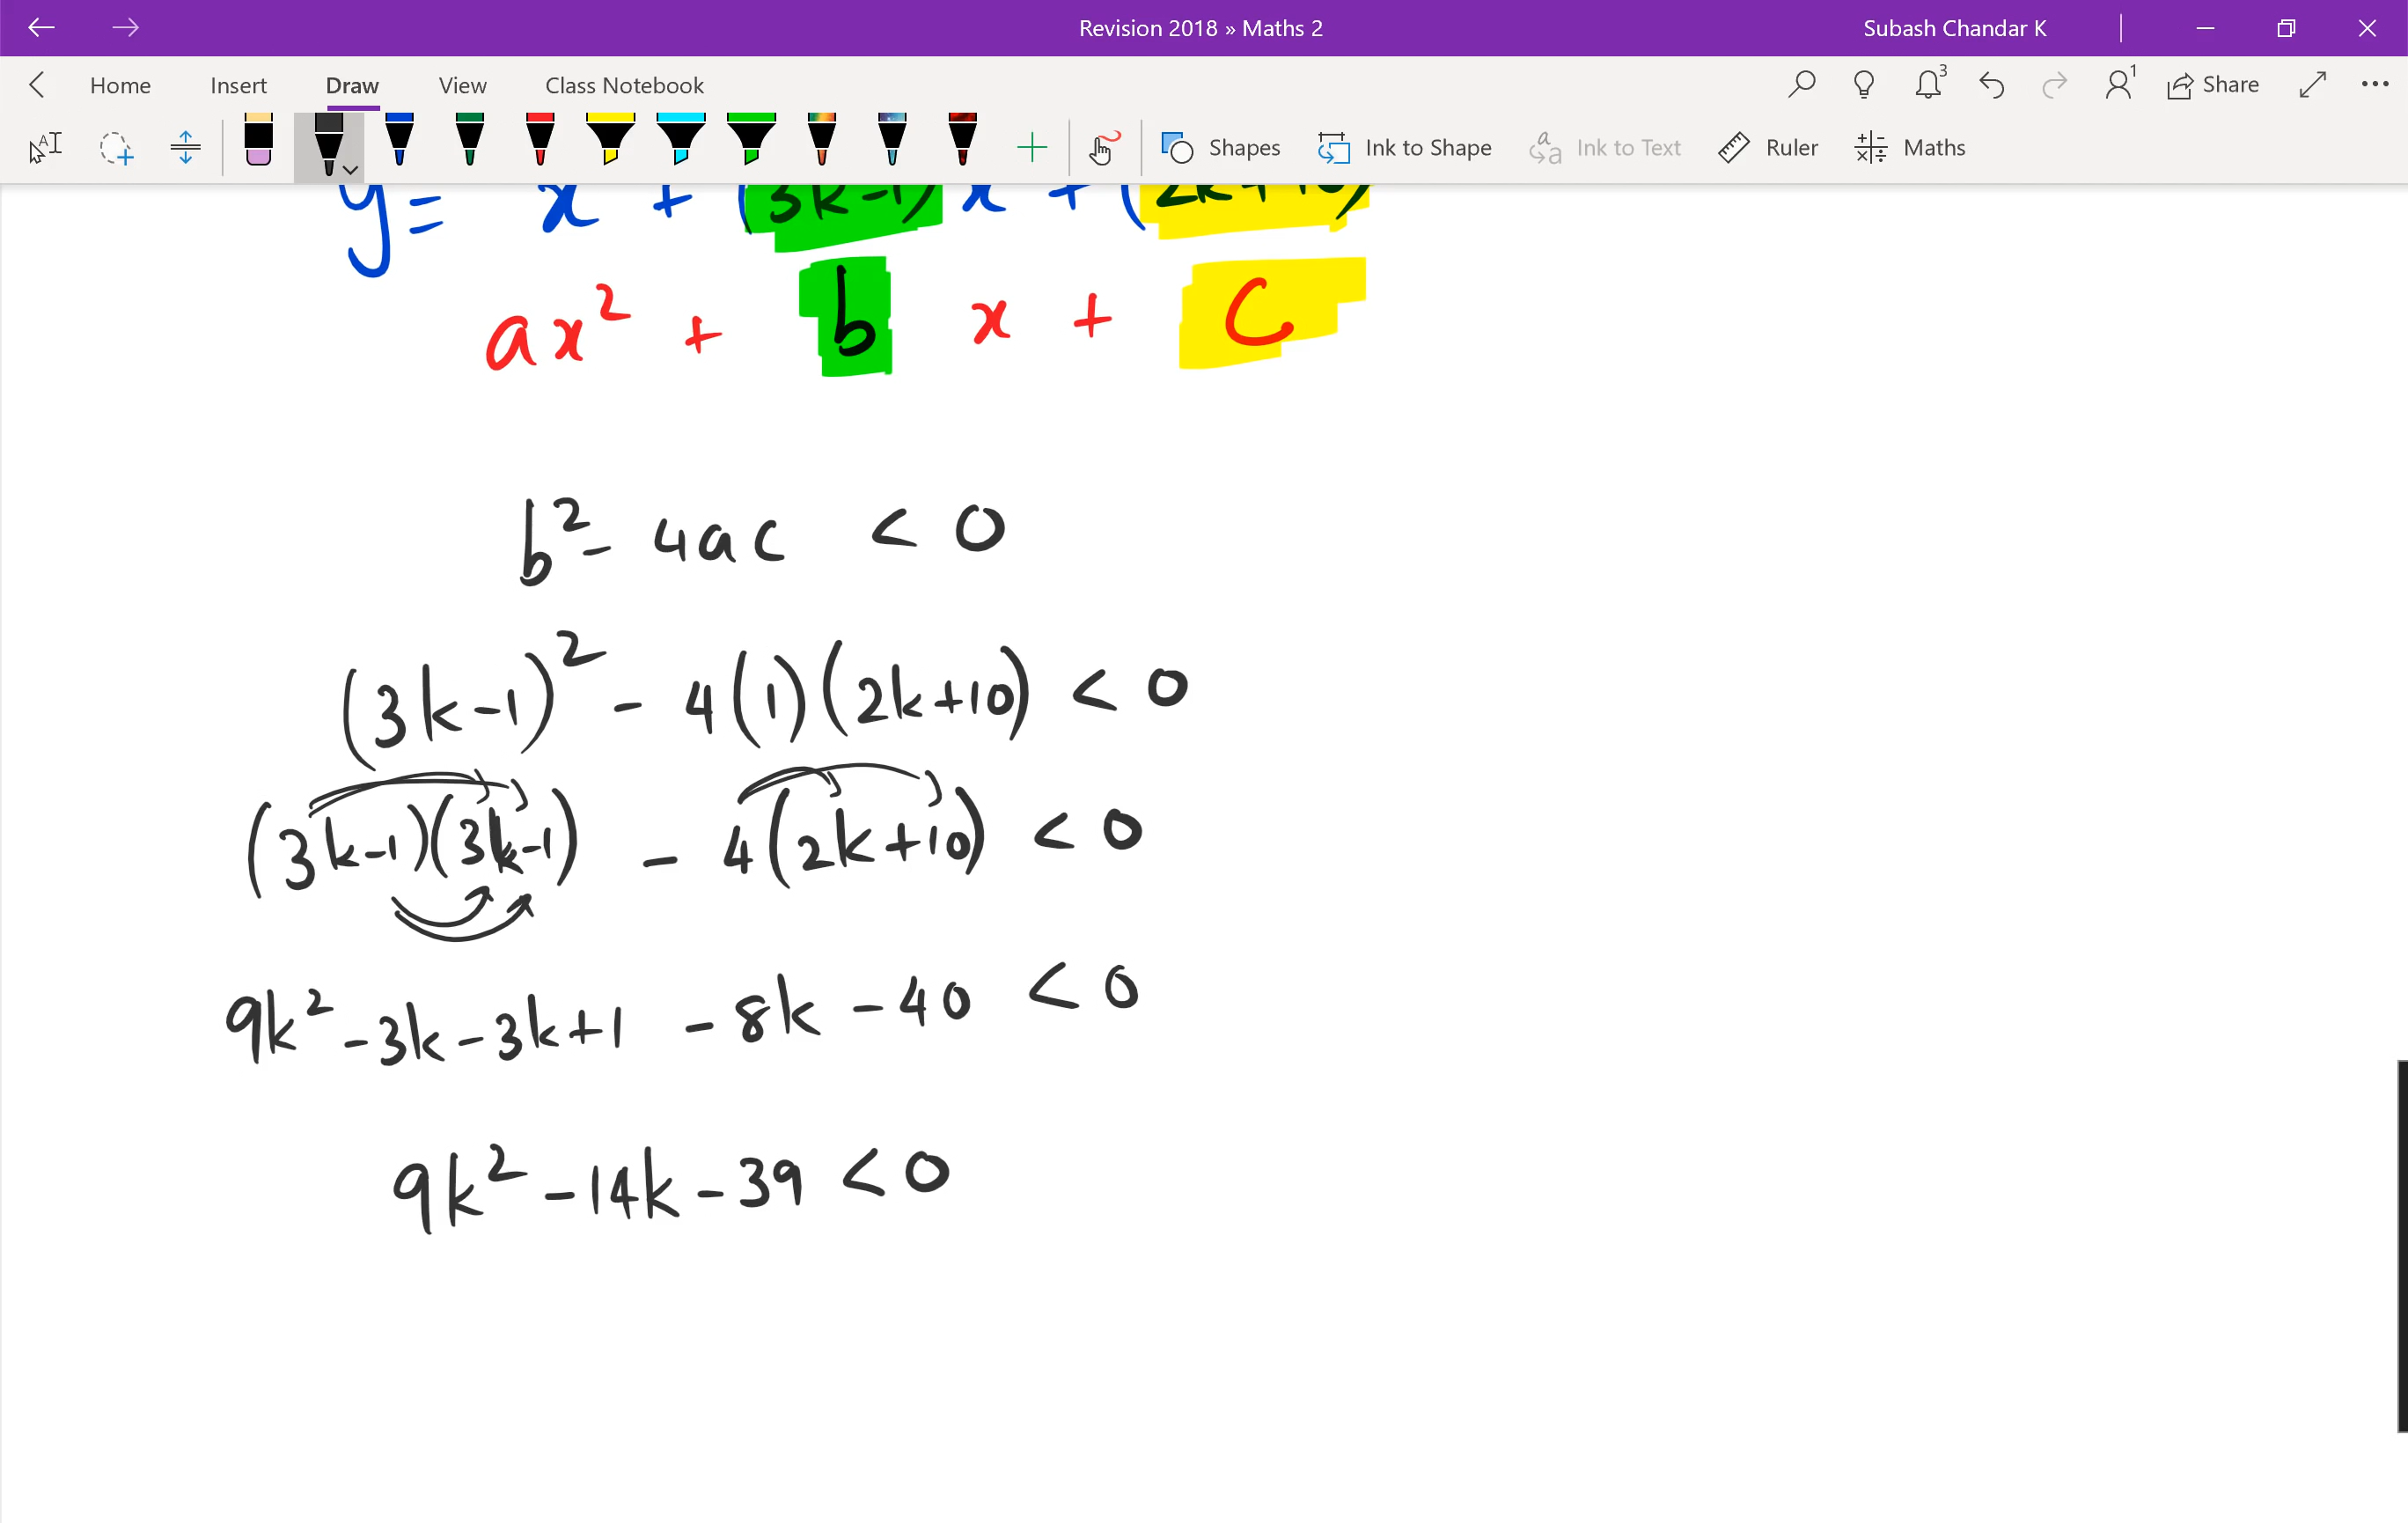 Revision 2018 » Maths 2 Subash Chandar K
Home Insert Draw View Class Notebook 3 1 Share
Shapes Ink to Shape Ink to Text Ruler Maths
y= x + (3k-1) x + (2k+10)
ax² + b x + C
b² - 4ac < 0
(3k-1)² - 4(1)(2k+10) < 0
(3k-1)(3k-1) - 4(2k+10) < 0
9k² -3k -3k+1 -8k -40 < 0
9k² -14k -39 < 0